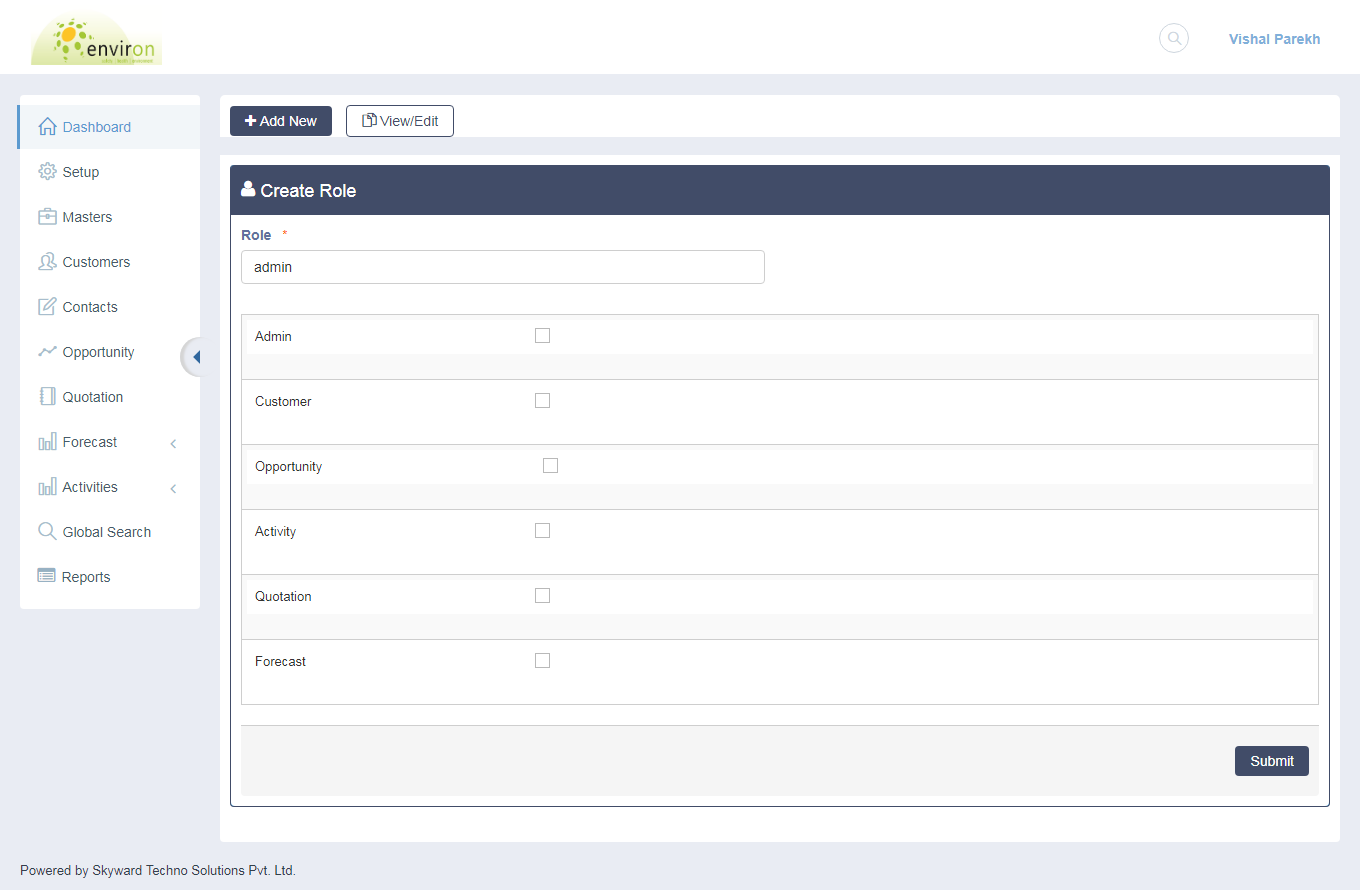 environ
Vishal Parekh
Dashboard
Setup
Masters
Customers
Contacts
Opportunity
Quotation
Forecast
Activities
Global Search
Reports
Add New
View/Edit
Create Role
Role *
admin
Admin
Customer
Opportunity
Activity
Quotation
Forecast
Submit
Powered by Skyward Techno Solutions Pvt. Ltd.